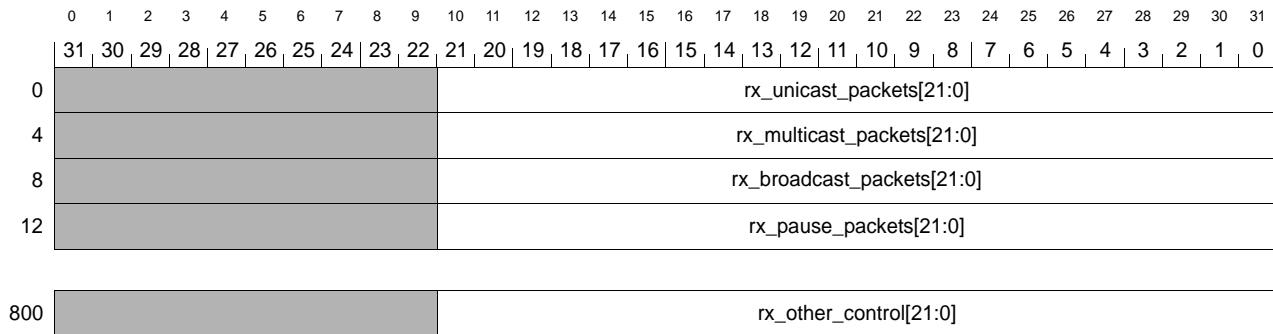 0 1 2 3 4 5 6 7 8 9 10 11 12 13 14 15 16 17 18 19 20 21 22 23 24 25 26 27 28 29 30 31
31 30 29 28 27 26 25 24 23 22 21 20 19 18 17 16 15 14 13 12 11 10 9 8 7 6 5 4 3 2 1 0
0 rx_unicast_packets[21:0]
4 rx_multicast_packets[21:0]
8 rx_broadcast_packets[21:0]
12 rx_pause_packets[21:0]
800 rx_other_control[21:0]